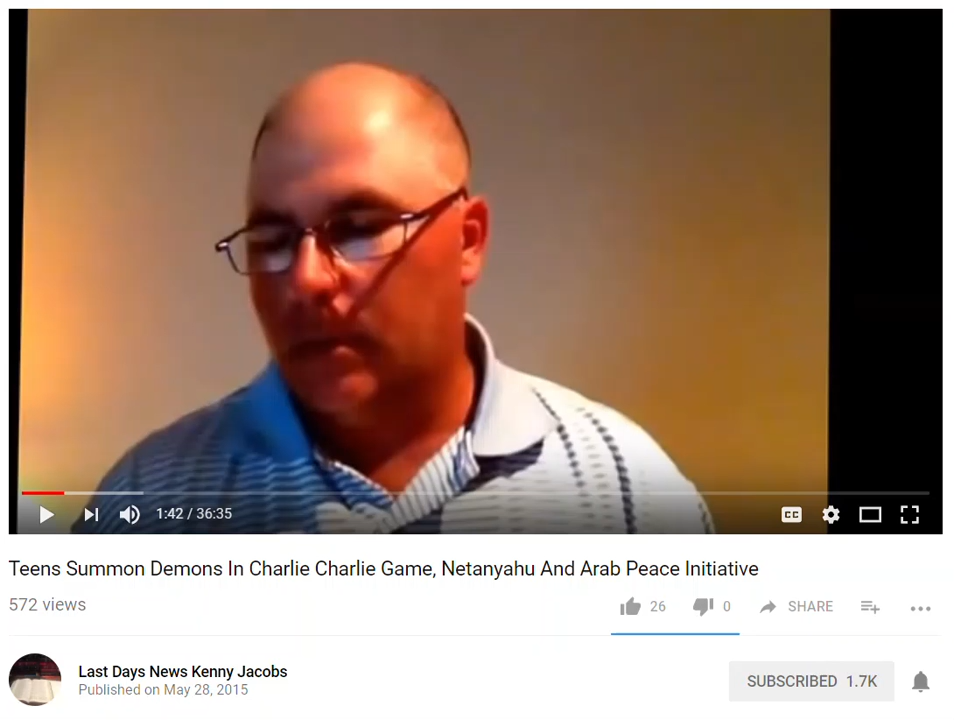 1:42 / 36:35
CC
Teens Summon Demons In Charlie Charlie Game, Netanyahu And Arab Peace Initiative
572 views
26 0 SHARE
Last Days News Kenny Jacobs
Published on May 28, 2015
SUBSCRIBED 1.7K